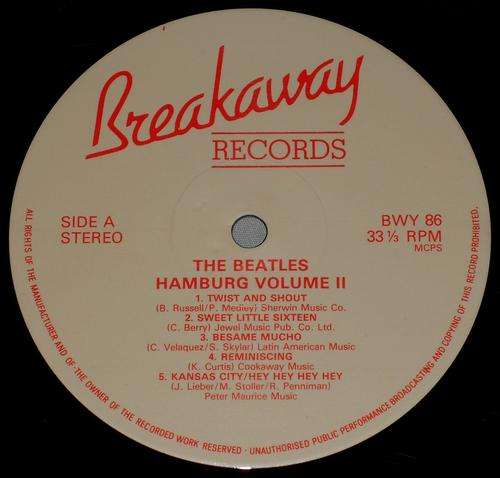 Breakaway
RECORDS
SIDE A
STEREO
BWY 86
33 1/3 RPM
MCPS
THE BEATLES
HAMBURG VOLUME II
1. TWIST AND SHOUT
(B. Russell/P. Medley) Sherwin Music Co.
2. SWEET LITTLE SIXTEEN
(C. Berry) Jewel Music Pub. Co. Ltd.
3. BESAME MUCHO
(C. Velaquez/S. Skylar) Latin American Music
4. REMINISCING
(K. Curtis) Cookaway Music
5. KANSAS CITY/HEY HEY HEY HEY
(J. Lieber/M. Stoller/R. Penniman)
Peter Maurice Music
ALL RIGHTS OF THE MANUFACTURER AND OF THE OWNER OF THE RECORDED WORK RESERVED · UNAUTHORISED PUBLIC PERFORMANCE BROADCASTING AND COPYING OF THIS RECORD PROHIBITED.